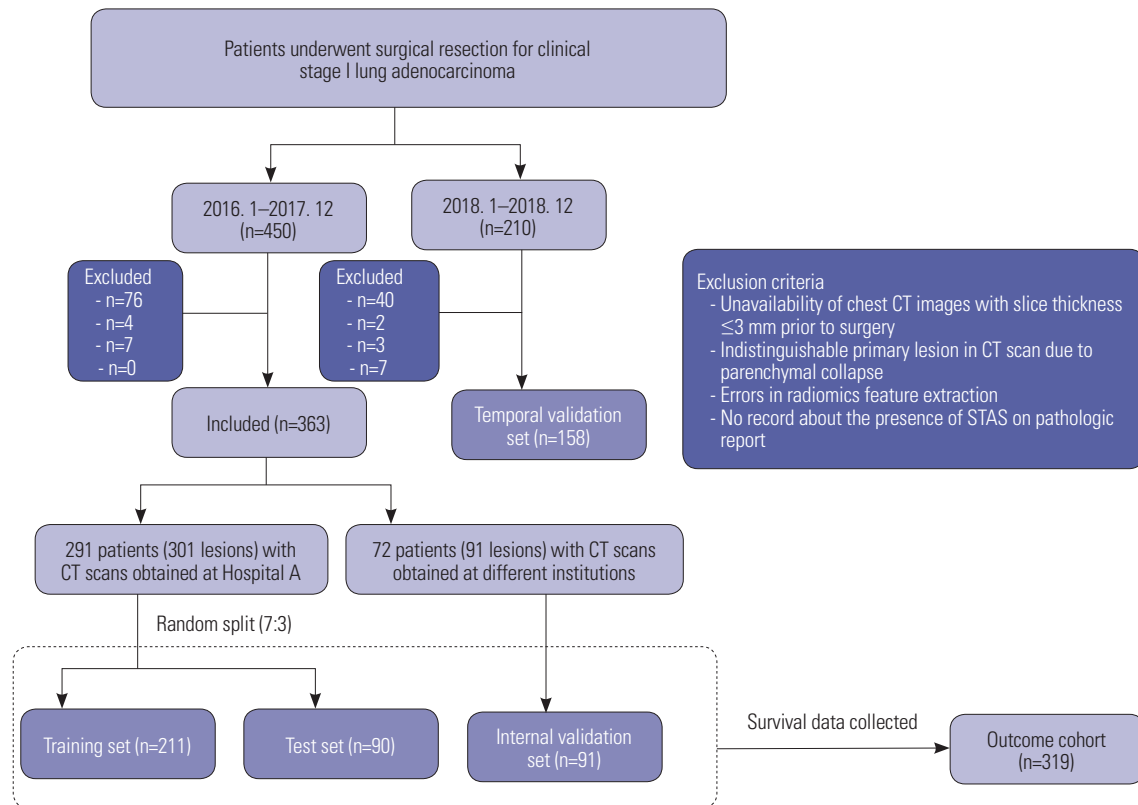 Patients underwent surgical resection for clinical
stage I lung adenocarcinoma
2016. 1–2017. 12
(n=450)
2018. 1–2018. 12
(n=210)
Excluded
- n=76
- n=4
- n=7
- n=0
Excluded
- n=40
- n=2
- n=3
- n=7
Exclusion criteria
- Unavailability of chest CT images with slice thickness
≤3 mm prior to surgery
- Indistinguishable primary lesion in CT scan due to
parenchymal collapse
- Errors in radiomics feature extraction
- No record about the presence of STAS on pathologic
report
Included (n=363)
Temporal validation
set (n=158)
291 patients (301 lesions) with
CT scans obtained at Hospital A
72 patients (91 lesions) with CT scans
obtained at different institutions
Random split (7:3)
Training set (n=211)
Test set (n=90)
Internal validation
set (n=91)
Survival data collected
Outcome cohort
(n=319)